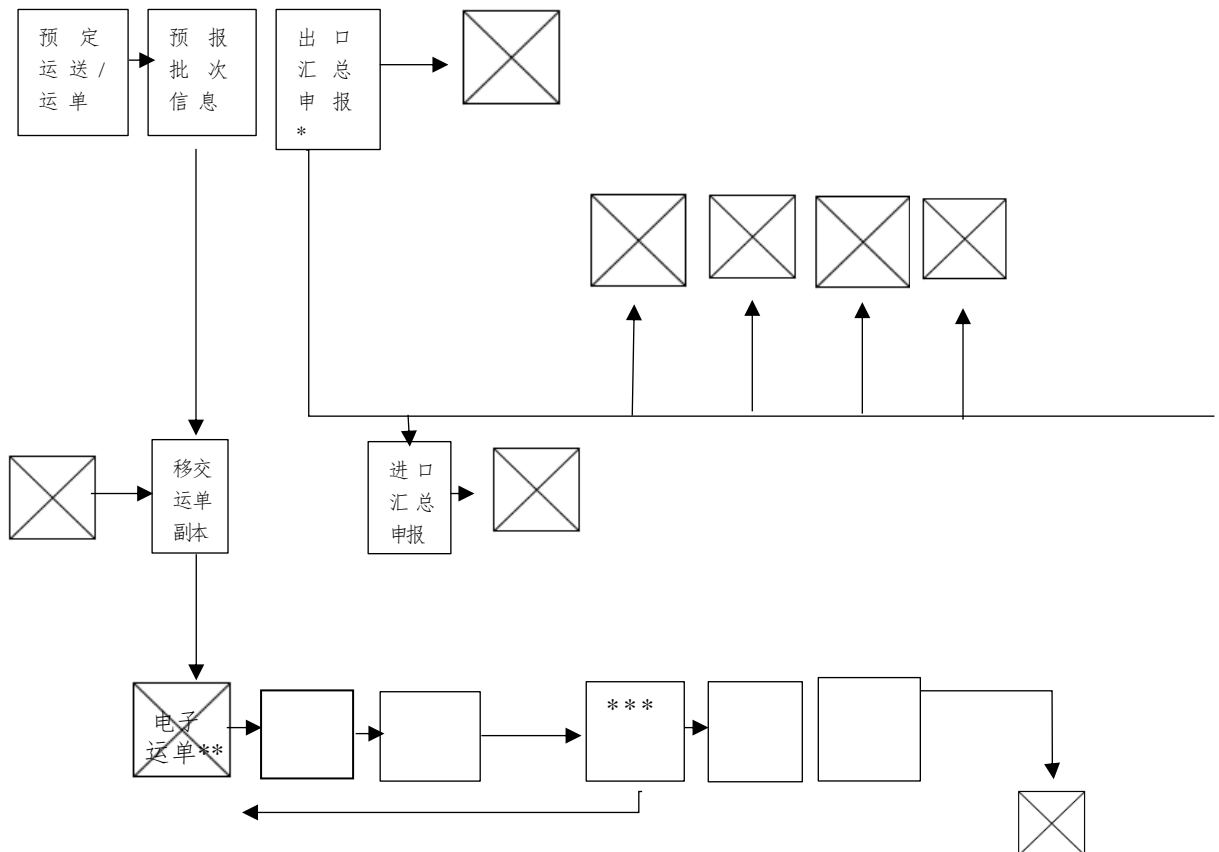 预定
运送/
运单
预报
批次
信息
出口
汇总
申报
*
移交
运单
副本
进口
汇总
申报
电子
运单**
***